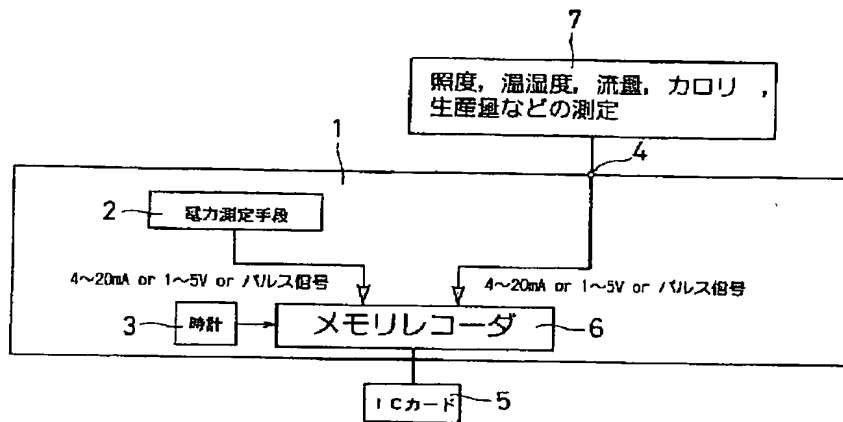 7
照度,温湿度,流量,カロリ,
生産量などの測定
1
4
2
電力測定手段
4~20mA or 1~5V or パルス信号
4~20mA or 1~5V or パルス信号
3
時計
メモリレコーダ
6
ICカード
5